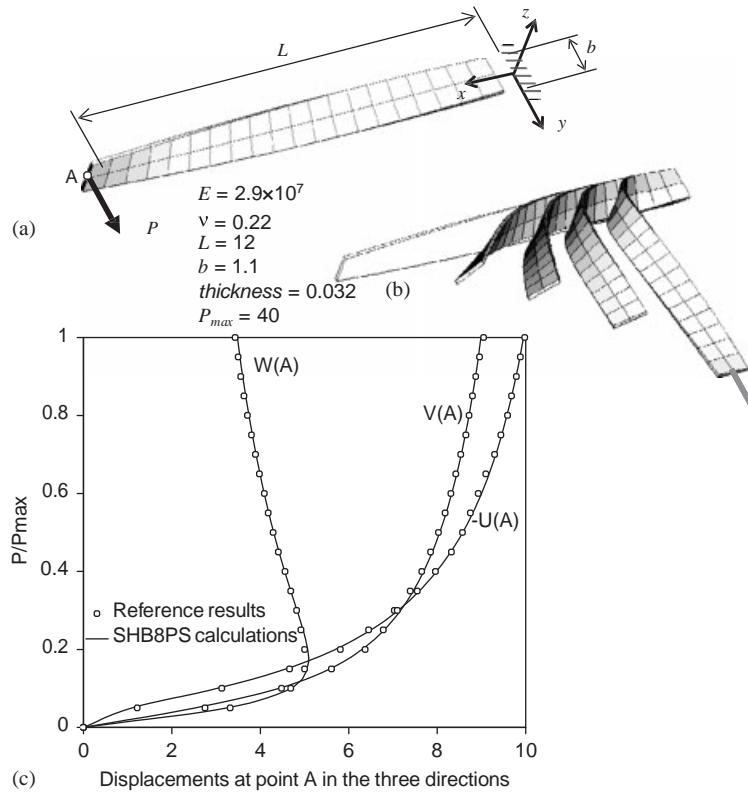 (a)
L
z
b
x
y
A
P
E = 2.9×10⁷
ν = 0.22
L = 12
b = 1.1
thickness = 0.032
P_max = 40
(b)
1
0.8
0.6
0.4
0.2
0
P/Pmax
W(A)
V(A)
-U(A)
Reference results
SHB8PS calculations
0
2
4
6
8
10
(c)
Displacements at point A in the three directions